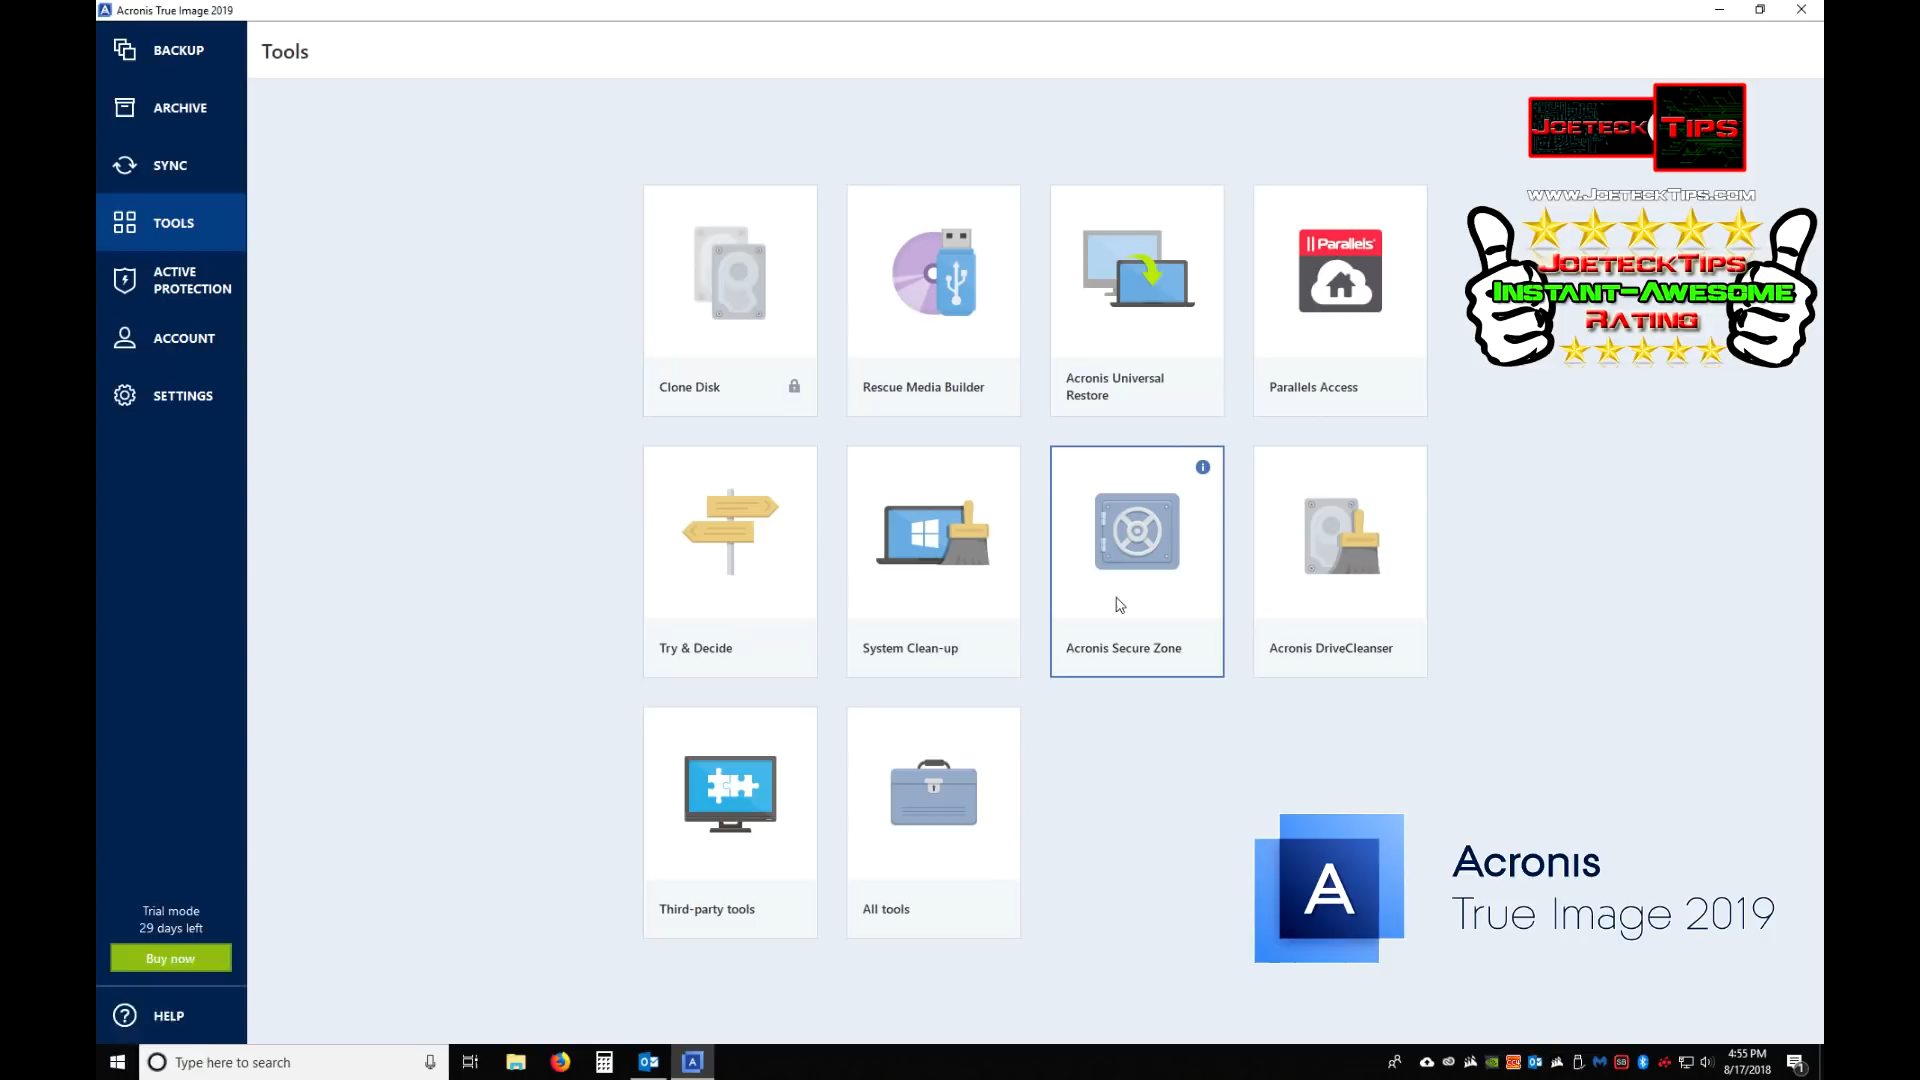 Acronis True Image 2019
BACKUP
ARCHIVE
SYNC
TOOLS
ACTIVE
PROTECTION
ACCOUNT
SETTINGS
Trial mode
29 days left
Buy now
HELP
Tools
Clone Disk
Rescue Media Builder
Acronis Universal
Restore
Parallels
Parallels Access
Try & Decide
System Clean-up
Acronis Secure Zone
Acronis DriveCleanser
Third-party tools
All tools
JOETECK TIPS
WWW.JOETECKTIPS.COM
JOETECKTIPS
INSTANT-AWESOME
RATING
A
Acronis
True Image 2019
Type here to search
4:55 PM
8/17/2018
1